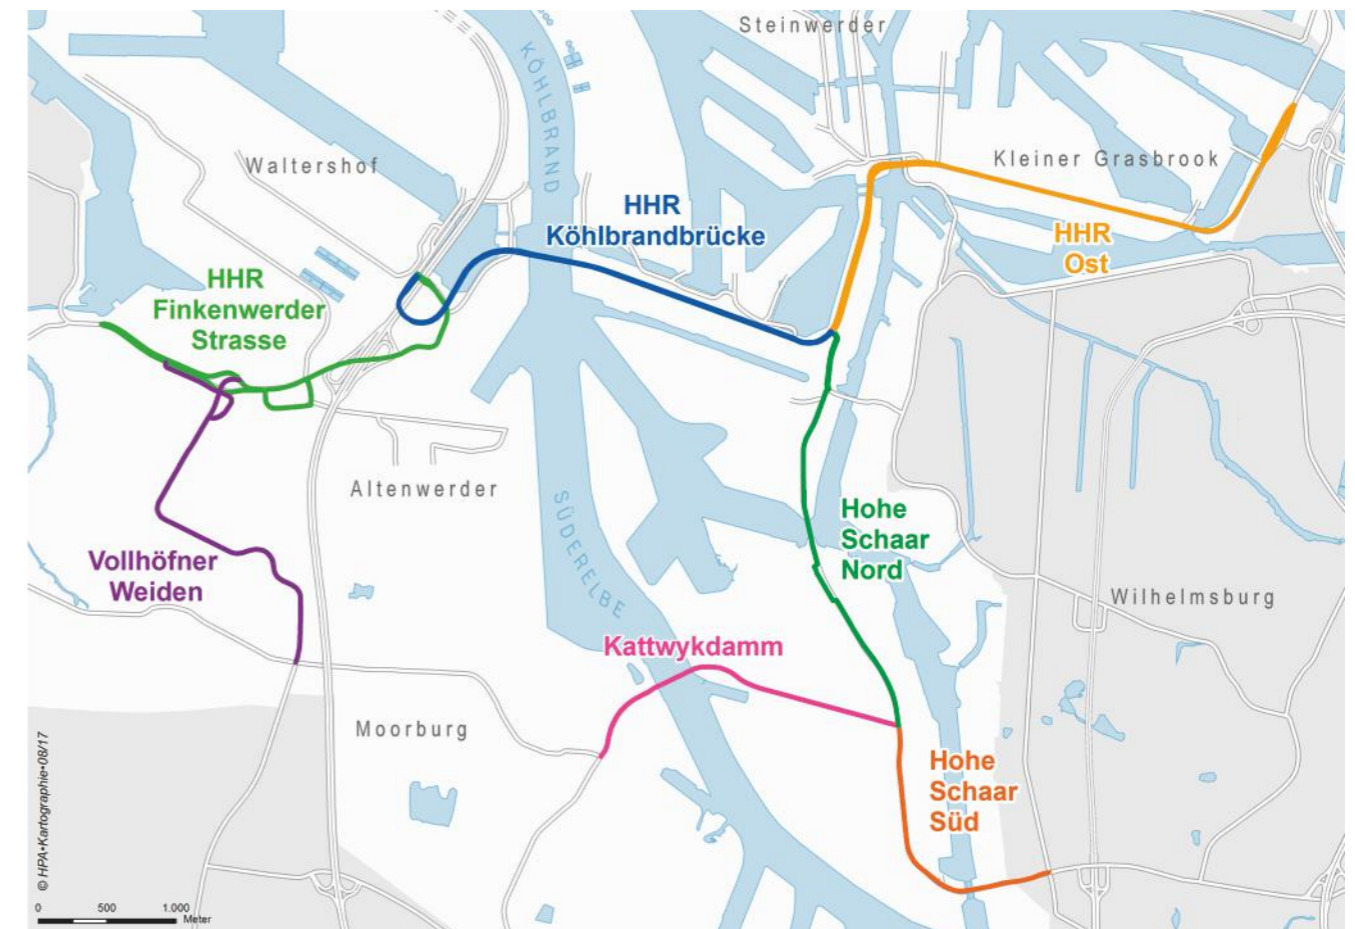 Steinwerder
KÖHLBRAND
Waltershof
Kleiner Grasbrook
HHR
Köhlbrandbrücke
HHR
Ost
HHR
Finkenwerder
Strasse
Altenwerder
SÜDERELBE
Hohe
Schaar
Nord
Vollhöfner
Weiden
Wilhelmsburg
Kattwykdamm
Moorburg
Hohe
Schaar
Süd
© HPA•Kartographie•08/17
0 500 1.000
Meter